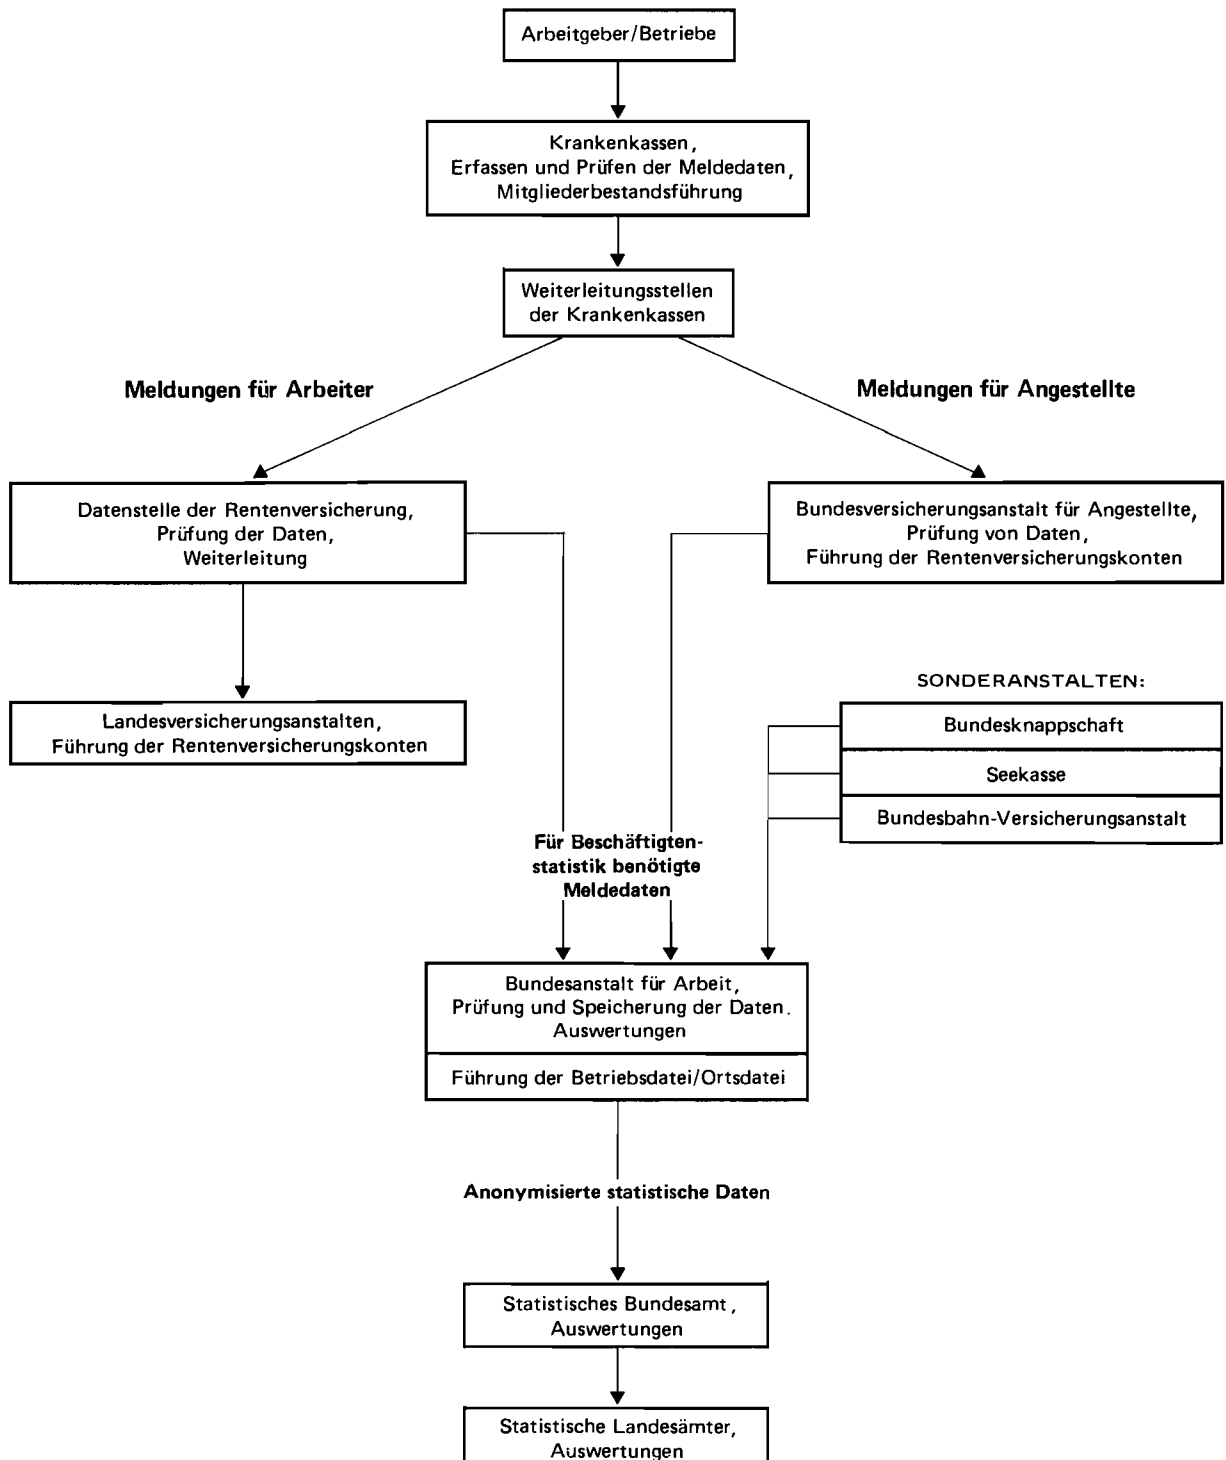 Arbeitgeber/Betriebe
Krankenkassen,
Erfassen und Prüfen der Meldedaten,
Mitgliederbestandsführung
Weiterleitungsstellen
der Krankenkassen
Meldungen für Arbeiter
Meldungen für Angestellte
Datenstelle der Rentenversicherung,
Prüfung der Daten,
Weiterleitung
Bundesversicherungsanstalt für Angestellte,
Prüfung von Daten,
Führung der Rentenversicherungskonten
Landesversicherungsanstalten,
Führung der Rentenversicherungskonten
SONDERANSTALTEN:
Bundesknappschaft
Seekasse
Bundesbahn-Versicherungsanstalt
Für Beschäftigten-
statistik benötigte
Meldedaten
Bundesanstalt für Arbeit,
Prüfung und Speicherung der Daten.
Auswertungen
Führung der Betriebsdatei/Ortsdatei
Anonymisierte statistische Daten
Statistisches Bundesamt,
Auswertungen
Statistische Landesämter,
Auswertungen